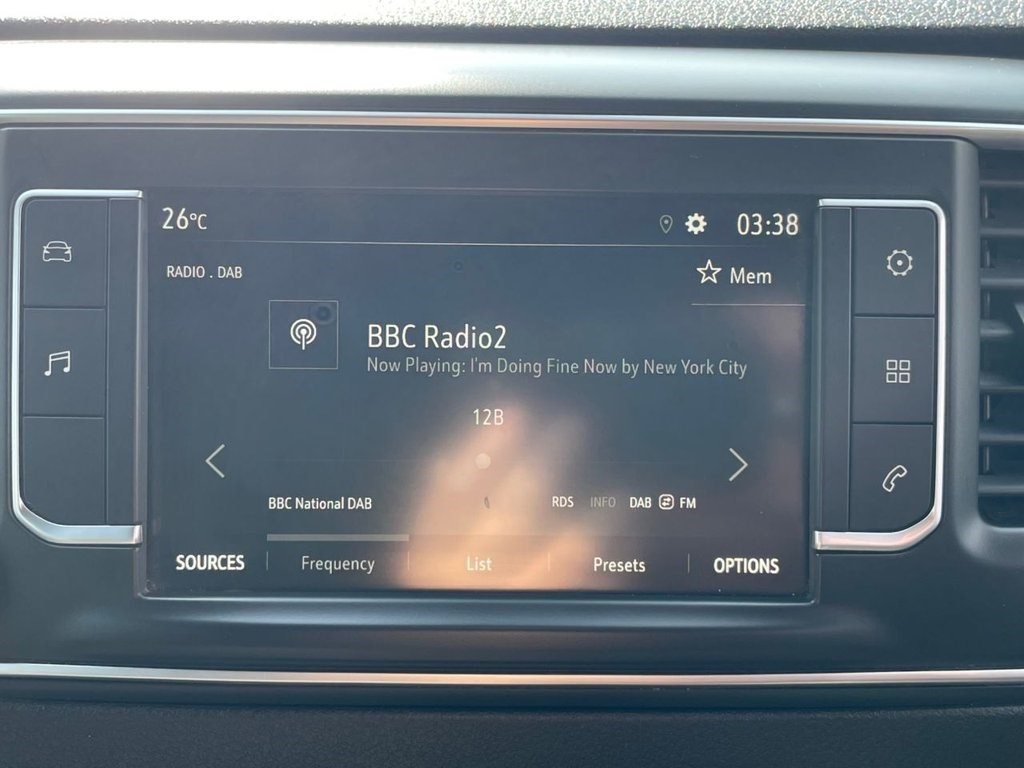 26°C 03:38
RADIO . DAB
Mem
BBC Radio2
Now Playing: I'm Doing Fine Now by New York City
12B
BBC National DAB RDS INFO DAB FM
SOURCES Frequency List Presets OPTIONS